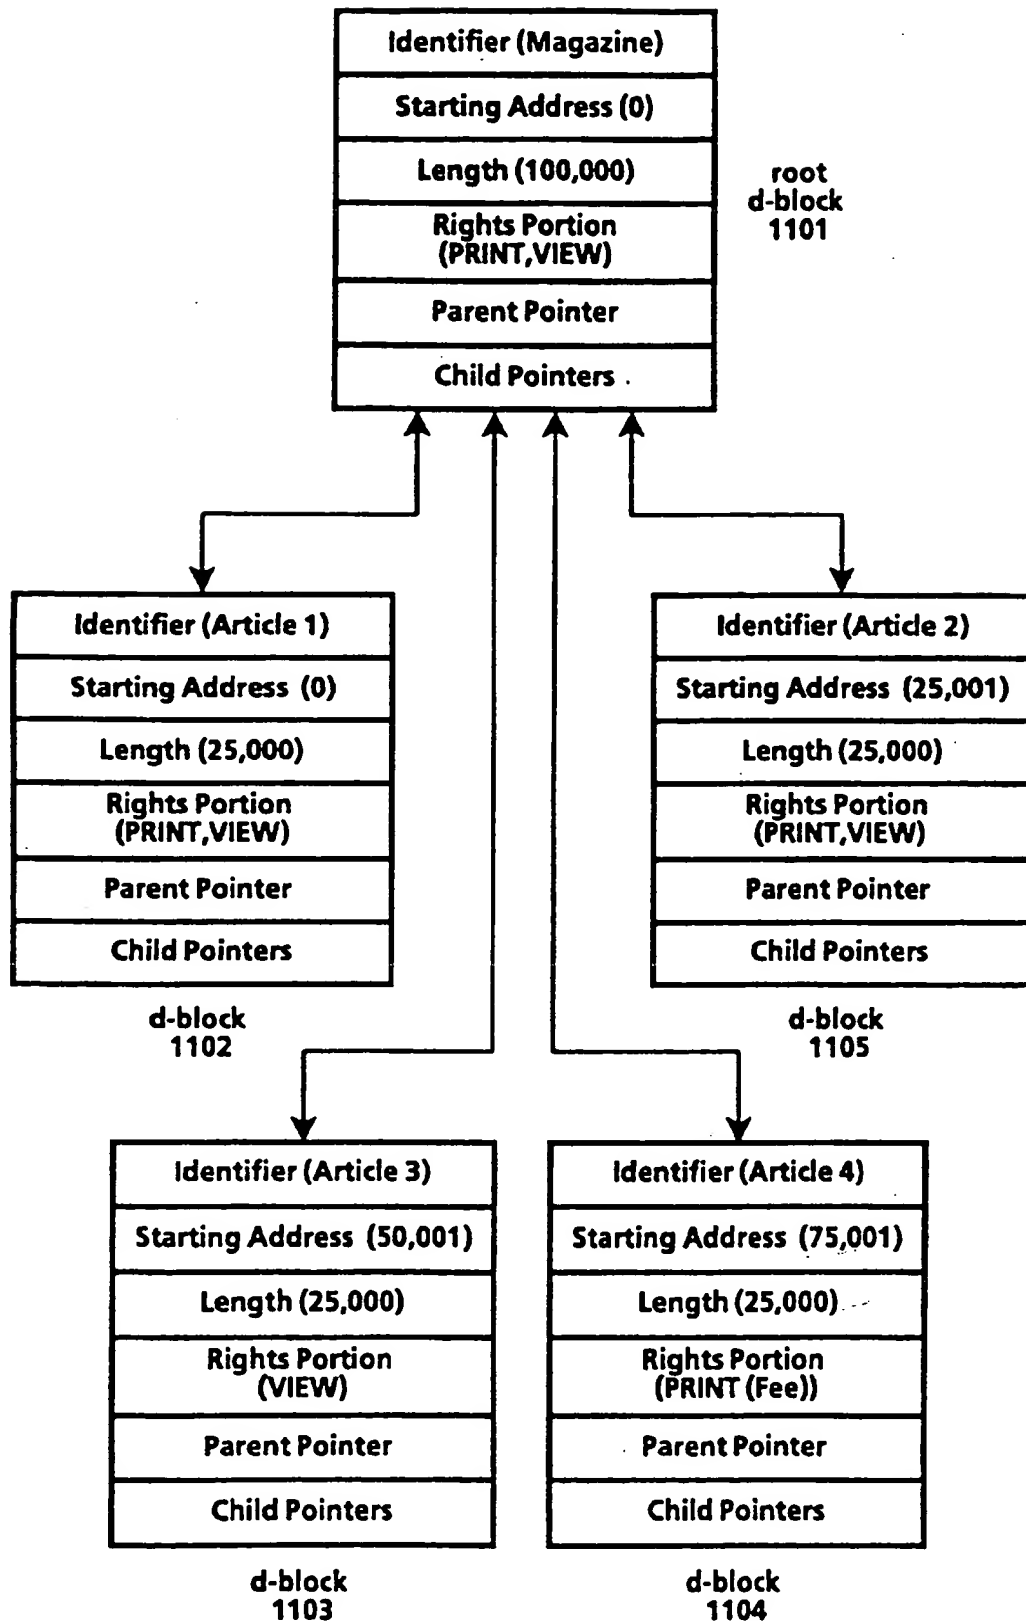 Identifier (Magazine)
Starting Address (0)
Length (100,000)
Rights Portion
(PRINT,VIEW)
Parent Pointer
Child Pointers
root
d-block
1101
Identifier (Article 1)
Starting Address (0)
Length (25,000)
Rights Portion
(PRINT,VIEW)
Parent Pointer
Child Pointers
d-block
1102
Identifier (Article 2)
Starting Address (25,001)
Length (25,000)
Rights Portion
(PRINT,VIEW)
Parent Pointer
Child Pointers
d-block
1105
Identifier (Article 3)
Starting Address (50,001)
Length (25,000)
Rights Portion
(VIEW)
Parent Pointer
Child Pointers
d-block
1103
Identifier (Article 4)
Starting Address (75,001)
Length (25,000)
Rights Portion
(PRINT (Fee))
Parent Pointer
Child Pointers
d-block
1104